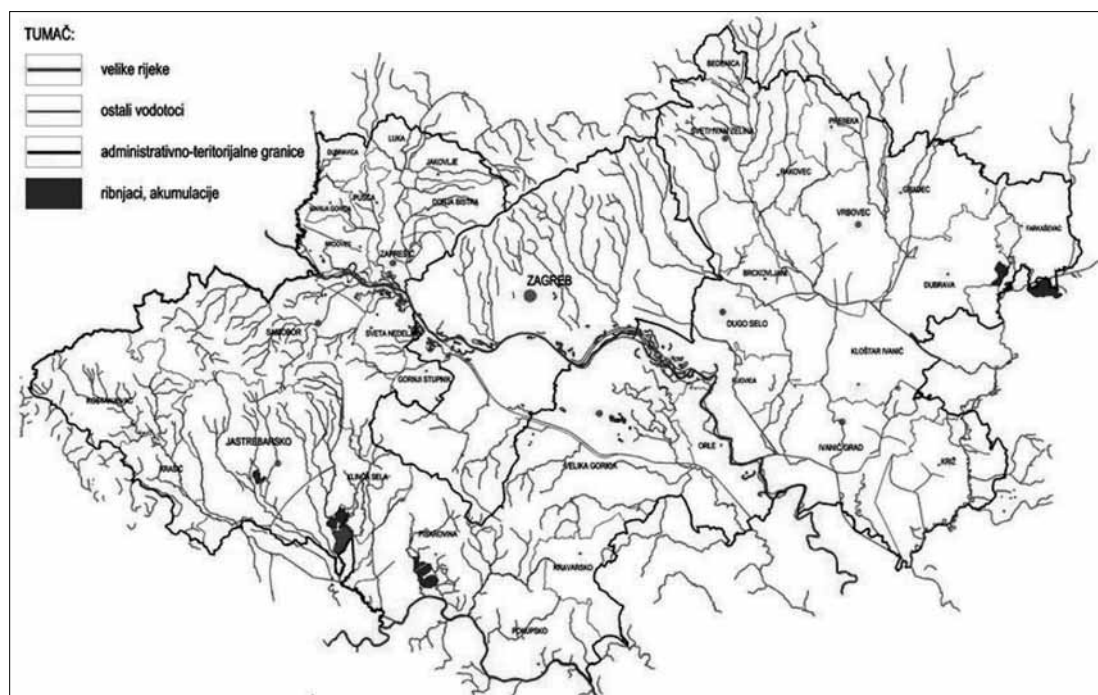 TUMAČ:
velike rijeke
ostali vodotoci
administrativno-teritorijalne granice
ribnjaci, akumulacije
BEDENICA
SVETI IVAN ZELINA
PRESEKA
LUKA
DUBRAVICA
JAKOVLJE
RAKOVEC
GRADEC
PUŠĆA
DONJA BISTRA
MARIJA GORICA
VRBOVEC
FARKAŠEVAC
BRDOVEC
ZAPREŠIĆ
BRCKOVLJANI
ZAGREB
DUBRAVA
DUGO SELO
SAMOBOR
SVETA NEDELJA
KLOŠTAR IVANIĆ
GORNJI STUPNIK
RUGVICA
JASTREBARSKO
ORLE
IVANIĆ GRAD
KRAŠIĆ
VELIKA GORICA
KRIŽ
KLINČA SELA
PISAROVINA
KRAVARSKO
POKUPSKO